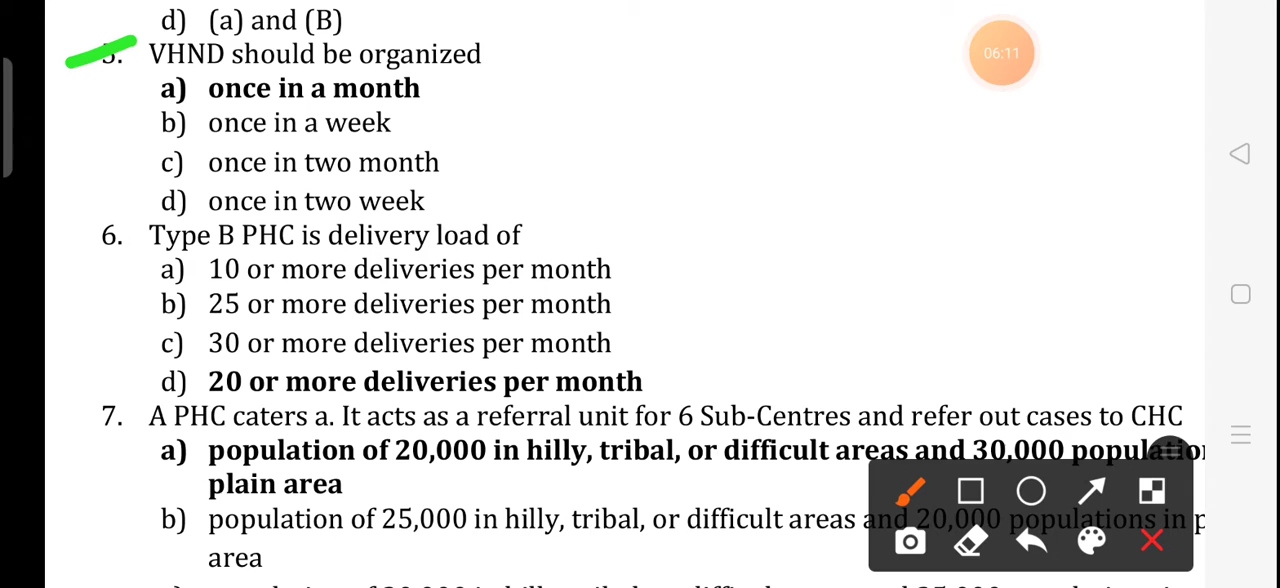 d) (a) and (B)
5. VHND should be organized
06:11
a) once in a month
b) once in a week
c) once in two month
d) once in two week
6. Type B PHC is delivery load of
a) 10 or more deliveries per month
b) 25 or more deliveries per month
c) 30 or more deliveries per month
d) 20 or more deliveries per month
7. A PHC caters a. It acts as a referral unit for 6 Sub-Centres and refer out cases to CHC
a) population of 20,000 in hilly, tribal, or difficult areas and 30,000
plain area
b) population of 25,000 in hilly, tribal, or difficult areas and 20,000 populations in
area